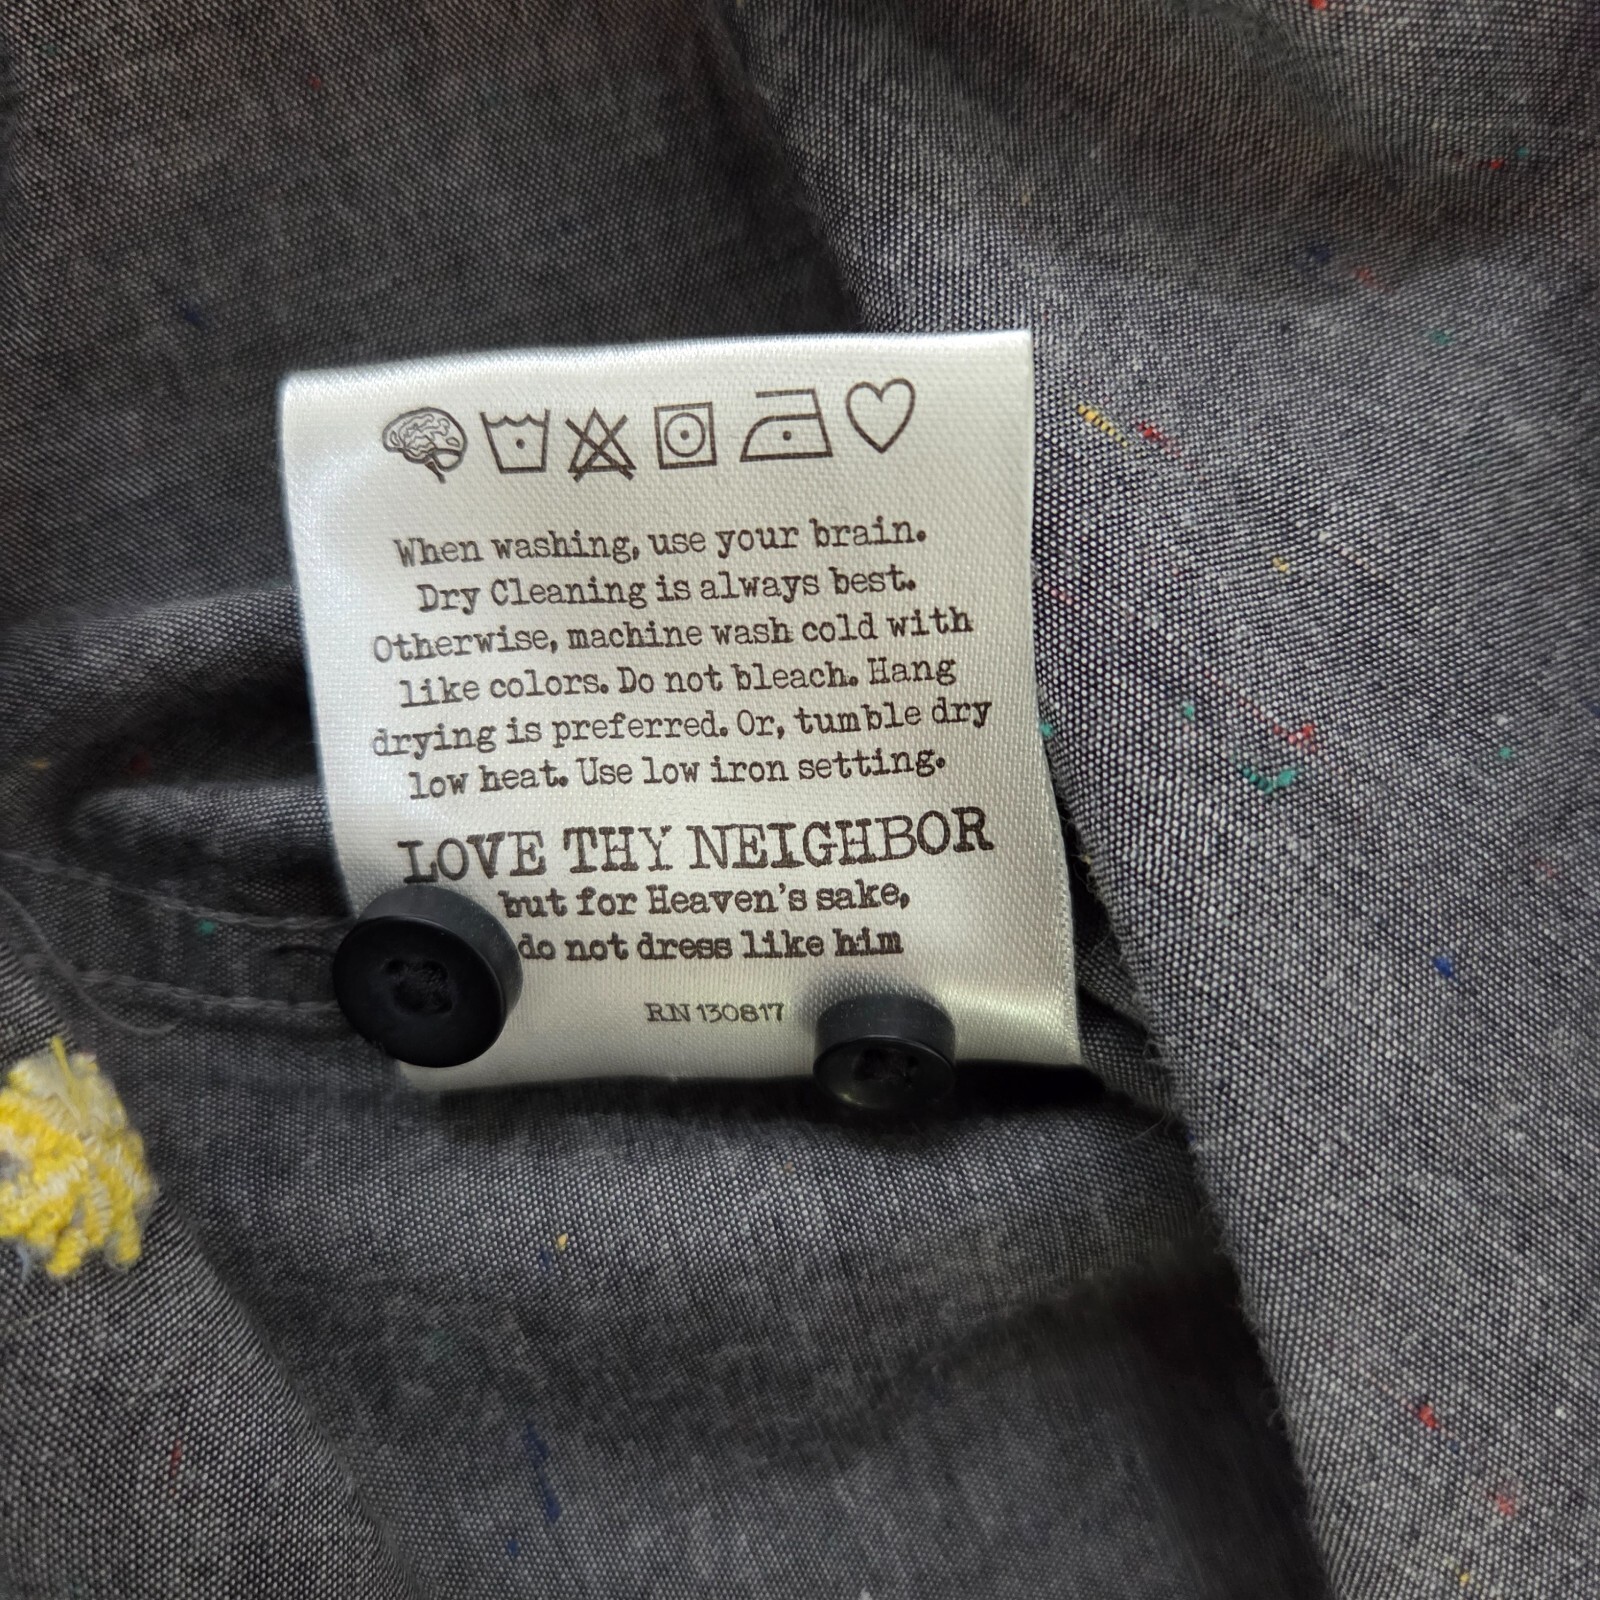 When washing, use your brain.
Dry Cleaning is always best.
Otherwise, machine wash cold with
like colors. Do not bleach. Hang
drying is preferred. Or, tumble dry
low heat. Use low iron setting.
LOVE THY NEIGHBOR
but for Heaven's sake,
do not dress like him
RN 130817